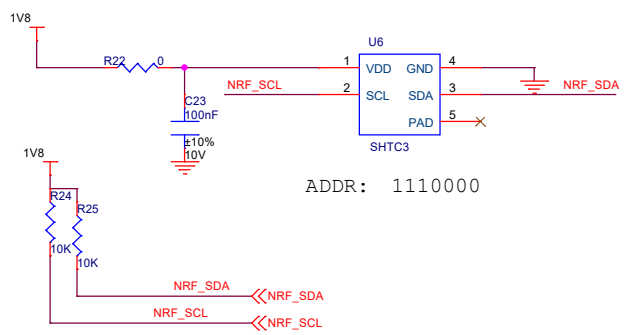 1V8
R22 0
U6
1 VDD GND 4
NRF_SCL 2 SCL SDA 3 NRF_SDA
PAD 5
C23
100nF
±10%
10V
SHTC3
ADDR: 1110000
1V8
R24
R25
10K
10K
NRF_SDA NRF_SDA
NRF_SCL NRF_SCL